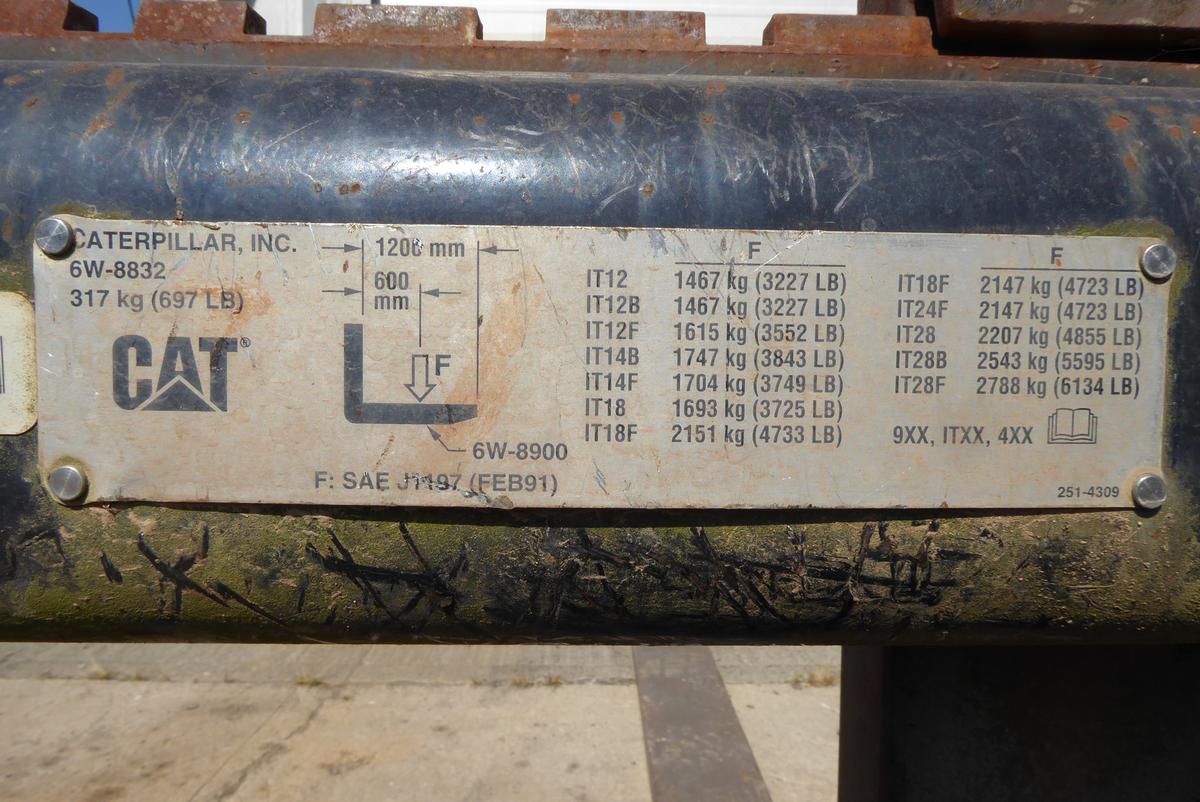 CATERPILLAR, INC.
6W-8832
317 kg (697 LB)
CAT®
1200 mm
600
mm
F
6W-8900
F: SAE J1197 (FEB91)
F
IT12 1467 kg (3227 LB)
IT12B 1467 kg (3227 LB)
IT12F 1615 kg (3552 LB)
IT14B 1747 kg (3843 LB)
IT14F 1704 kg (3749 LB)
IT18 1693 kg (3725 LB)
IT18F 2151 kg (4733 LB)
F
IT18F 2147 kg (4723 LB)
IT24F 2147 kg (4723 LB)
IT28 2207 kg (4855 LB)
IT28B 2543 kg (5595 LB)
IT28F 2788 kg (6134 LB)
9XX, ITXX, 4XX
251-4309